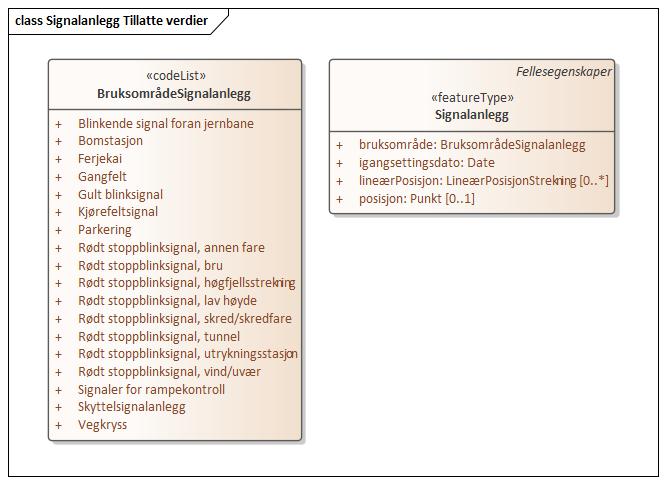 class Signalanlegg Tillatte verdier
«codeList»
BruksområdeSignalanlegg
+ Blinkende signal foran jernbane
+ Bomstasjon
+ Ferjekai
+ Gangfelt
+ Gult blinksignal
+ Kjørefeltsignal
+ Parkering
+ Rødt stoppblinksignal, annen fare
+ Rødt stoppblinksignal, bru
+ Rødt stoppblinksignal, høgfjellsstrekning
+ Rødt stoppblinksignal, lav høyde
+ Rødt stoppblinksignal, skred/skredfare
+ Rødt stoppblinksignal, tunnel
+ Rødt stoppblinksignal, utrykningsstasjon
+ Rødt stoppblinksignal, vind/uvær
+ Signaler for rampekontroll
+ Skyttelsignalanlegg
+ Vegkryss
Fellesegenskaper
«featureType»
Signalanlegg
+ bruksområde: BruksområdeSignalanlegg
+ igangsettingsdato: Date
+ lineærPosisjon: LineærPosisjonStrekning [0..*]
+ posisjon: Punkt [0..1]